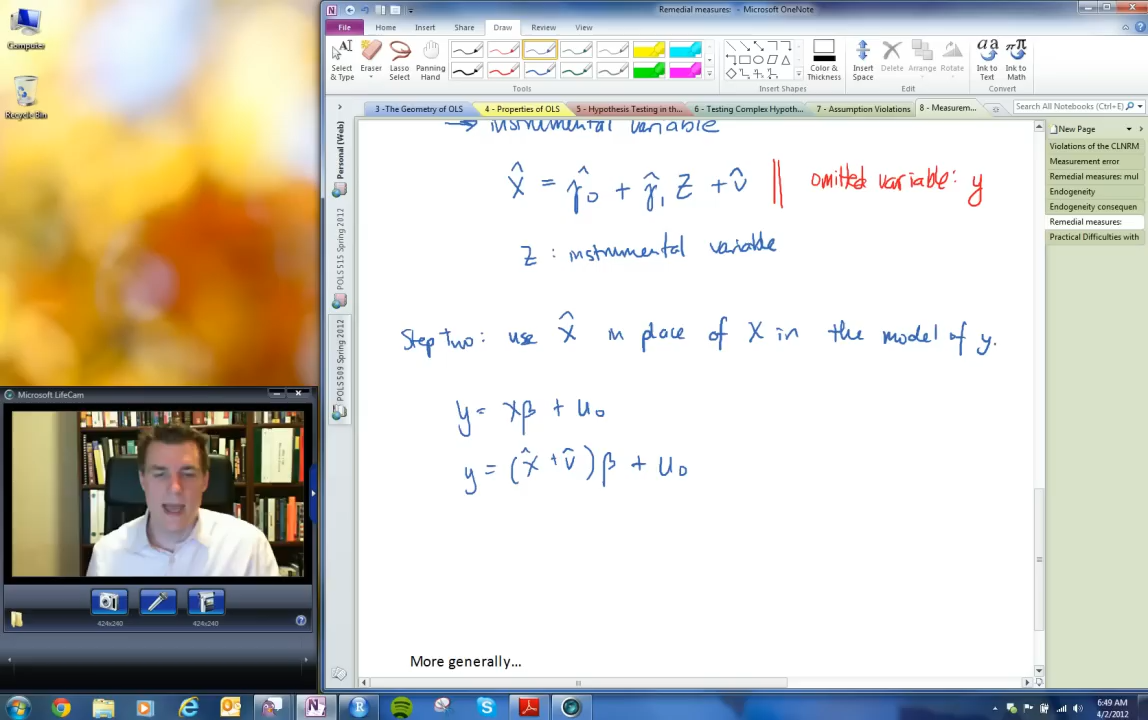 Remedial measures: - Microsoft OneNote
File Home Insert Share Draw Review View
Select & Type
Eraser
Lasso Select
Panning Hand
Color & Thickness
Insert Space
Delete
Arrange
Rotate
Ink to Text
Ink to Math
Tools
Insert Shapes
Edit
Convert
3 -The Geometry of OLS
4 - Properties of OLS
5 - Hypothesis Testing in th
6 - Testing Complex Hypoth...
7 - Assumption Violations
8 - Measurem...
Search All Notebooks (Ctrl+E)
Computer
Recycle Bin
Personal (Web)
POLS 515 Spring 2012
POLS 509 Spring 2012
→ instrumental variable
x̂ = γ̂₀ + γ̂₁ z + v̂ || omitted variable: y
z : instrumental variable
Step two: use x̂ in place of x in the model of y.
y = xβ + u₀
y = (x̂ + v̂)β + u₀
More generally...
New Page
Violations of the CLNRM
Measurement error
Remedial measures: mul
Endogeneity
Endogeneity consequen
Remedial measures:
Practical Difficulties with
Microsoft LifeCam
424x240
424x240
6:49 AM
4/2/2012